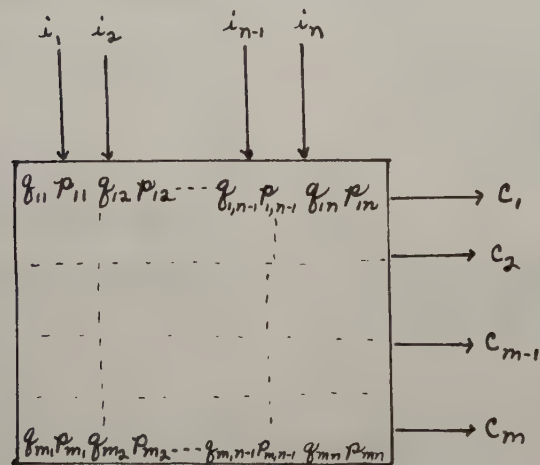 i₁ i₂ iₙ₋₁ iₙ
q₁₁ p₁₁ q₁₂ p₁₂ ---- q₁,ₙ₋₁ p₁,ₙ₋₁ q₁ₙ p₁ₙ
c₁
c₂
cₘ₋₁
qₘ₁ pₘ₁ qₘ₂ pₘ₂ ---- qₘ,ₙ₋₁ pₘ,ₙ₋₁ qₘₙ pₘₙ
cₘ